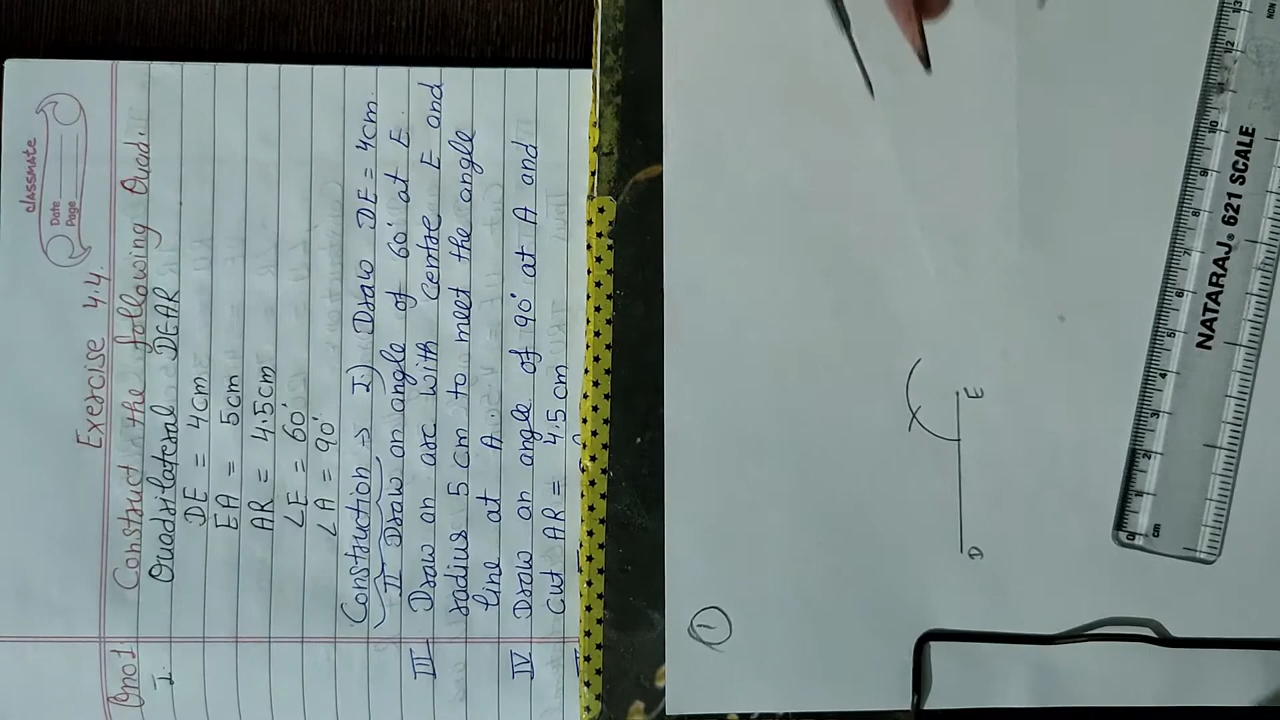 classmate
Date
Page
Exercise 4.4.
Qno1. Construct the following Quad.
I. Quadrilateral DEAR
DE = 4cm
EA = 5cm
AR = 4.5cm
∠E = 60°
∠A = 90°
Construction ⇒ I) Draw DE = 4cm.
II Draw an angle of 60° at E.
III Draw an arc with centre E and
radius 5 cm to meet the angle
line at A
IV Draw an angle of 90° at A and
cut AR = 4.5 cm
1
D
E
0 cm 1 2 3 4 5 6 7 8 9 10 11 12 13
NATARAJ® 621 SCALE
NON